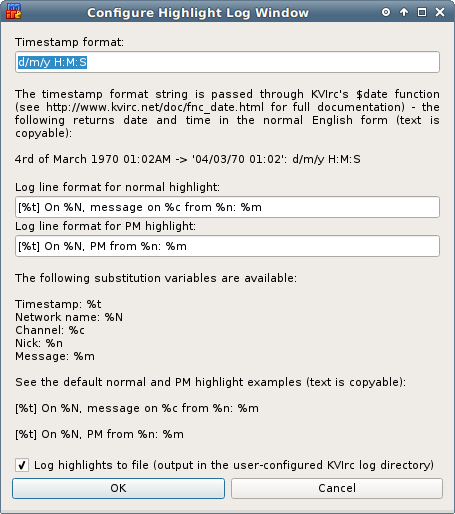 Configure Highlight Log Window
Timestamp format:
d/m/y H:M:S
The timestamp format string is passed through KVIrc's $date function
(see http://www.kvirc.net/doc/fnc_date.html for full documentation) - the
following returns date and time in the normal English form (text is
copyable):
4rd of March 1970 01:02AM -> '04/03/70 01:02': d/m/y H:M:S
Log line format for normal highlight:
[%t] On %N, message on %c from %n: %m
Log line format for PM highlight:
[%t] On %N, PM from %n: %m
The following substitution variables are available:
Timestamp: %t
Network name: %N
Channel: %c
Nick: %n
Message: %m
See the default normal and PM highlight examples (text is copyable):
[%t] On %N, message on %c from %n: %m
[%t] On %N, PM from %n: %m
Log highlights to file (output in the user-configured KVIrc log directory)
OK
Cancel